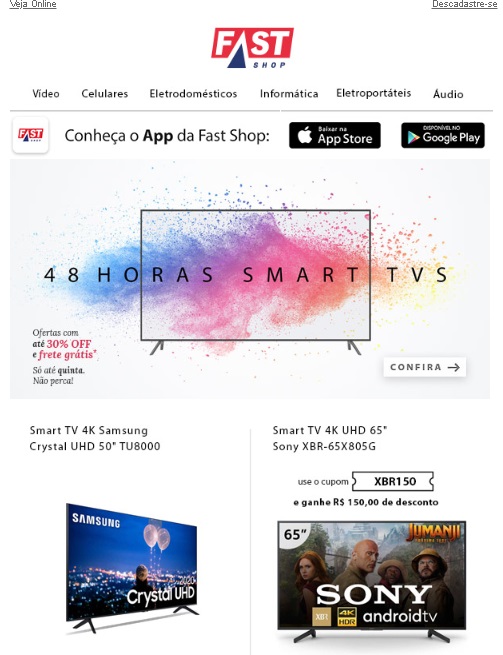 Veja Online
Descadastre-se
FAST
SHOP
Vídeo Celulares Eletrodomésticos Informática Eletroportáteis Áudio
FAST
SHOP
Conheça o App da Fast Shop:
Baixar na
App Store
DISPONÍVEL NO
Google Play
48 HORAS SMART TVS
Ofertas com
até 30% OFF
e frete grátis*
Só até quinta.
Não perca!
CONFIRA
Smart TV 4K Samsung
Crystal UHD 50" TU8000
SAMSUNG
2020
Crystal UHD
Smart TV 4K UHD 65"
Sony XBR-65X805G
use o cupom XBR150
e ganhe R$ 150,00 de desconto
65"
JUMANJI
SONY
XBR
4K
HDR
androidtv